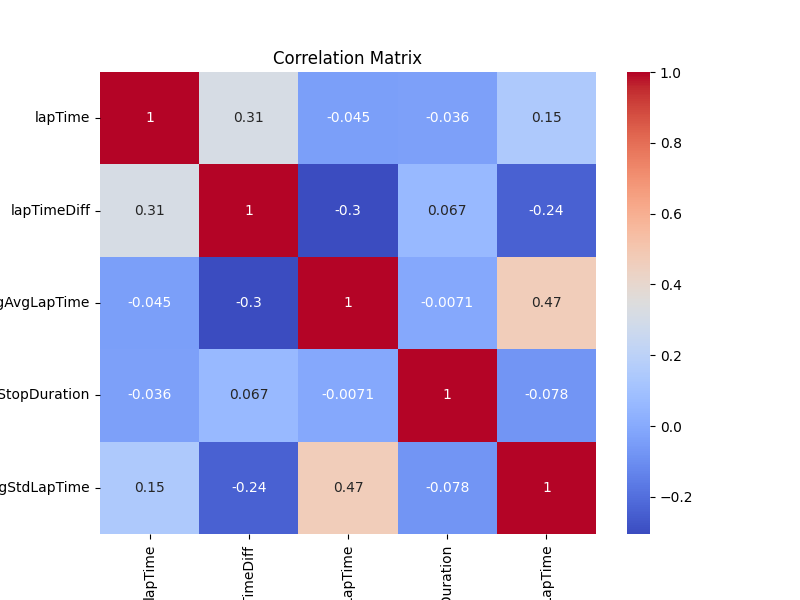 Correlation Matrix
lapTime 1 0.31 -0.045 -0.036 0.15
lapTimeDiff 0.31 1 -0.3 0.067 -0.24
gAvgLapTime -0.045 -0.3 1 -0.0071 0.47
StopDuration -0.036 0.067 -0.0071 1 -0.078
gStdLapTime 0.15 -0.24 0.47 -0.078 1
lapTime TimeDiff LapTime Duration LapTime
1.0
0.8
0.6
0.4
0.2
0.0
−0.2